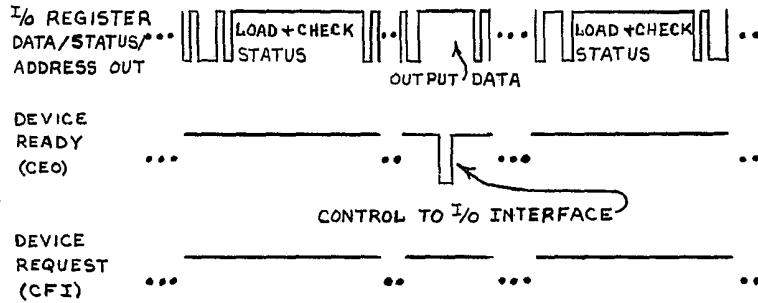 I/O REGISTER
DATA/STATUS/
ADDRESS OUT
LOAD + CHECK
STATUS
OUTPUT DATA
LOAD + CHECK
STATUS
DEVICE
READY
(CEO)
CONTROL TO I/O INTERFACE
DEVICE
REQUEST
(CFI)